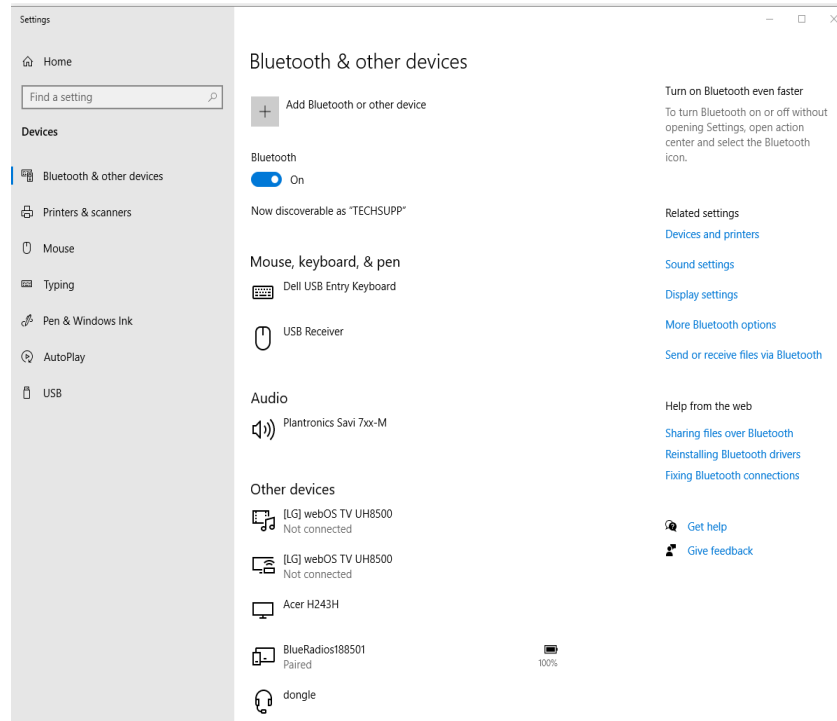 Settings
Home
Find a setting
Devices
Bluetooth & other devices
Printers & scanners
Mouse
Typing
Pen & Windows Ink
AutoPlay
USB
Bluetooth & other devices
Add Bluetooth or other device
Bluetooth
On
Now discoverable as "TECHSUPP"
Mouse, keyboard, & pen
Dell USB Entry Keyboard
USB Receiver
Audio
Plantronics Savi 7xx-M
Other devices
[LG] webOS TV UH8500
Not connected
[LG] webOS TV UH8500
Not connected
Acer H243H
BlueRadios188501
Paired
100%
dongle
Turn on Bluetooth even faster
To turn Bluetooth on or off without
opening Settings, open action
center and select the Bluetooth
icon.
Related settings
Devices and printers
Sound settings
Display settings
More Bluetooth options
Send or receive files via Bluetooth
Help from the web
Sharing files over Bluetooth
Reinstalling Bluetooth drivers
Fixing Bluetooth connections
Get help
Give feedback